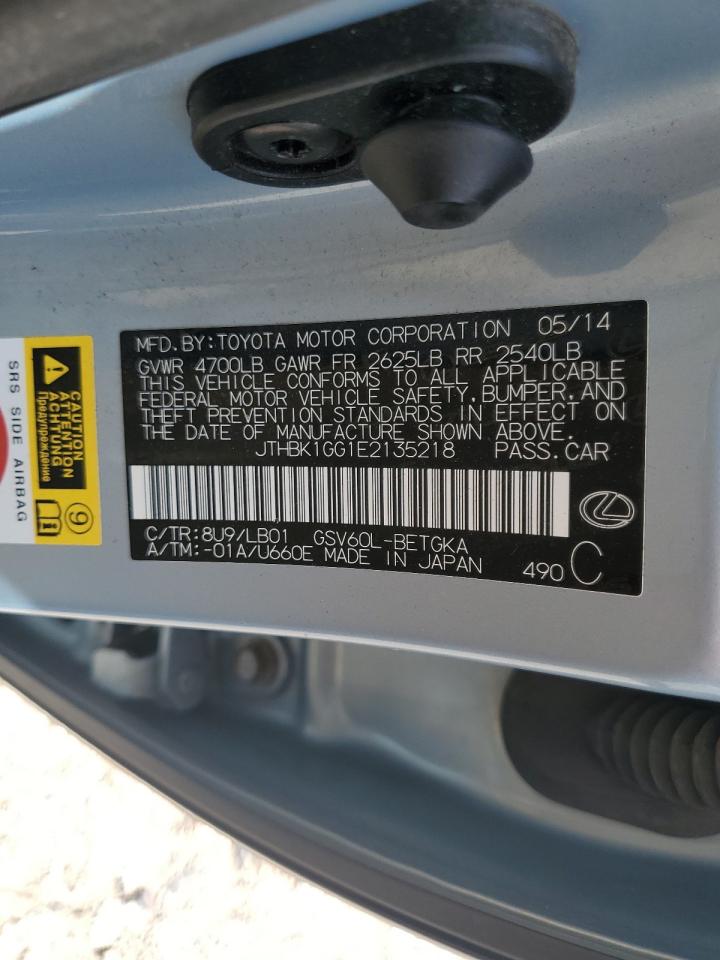 MFD.BY:TOYOTA MOTOR CORPORATION 05/14
GVWR 4700LB GAWR FR 2625LB RR 2540LB
THIS VEHICLE CONFORMS TO ALL APPLICABLE
FEDERAL MOTOR VEHICLE SAFETY,BUMPER,AND
THEFT PREVENTION STANDARDS IN EFFECT ON
THE DATE OF MANUFACTURE SHOWN ABOVE.
JTHBK1GG1E2135218 PASS.CAR
C/TR:8U9/LB01 GSV60L-BETGKA
A/TM:-01A/U660E MADE IN JAPAN 490 C
SRS SIDE AIRBAG
CAUTION
ATTENTION
ACHTUNG
Предупреждение
9